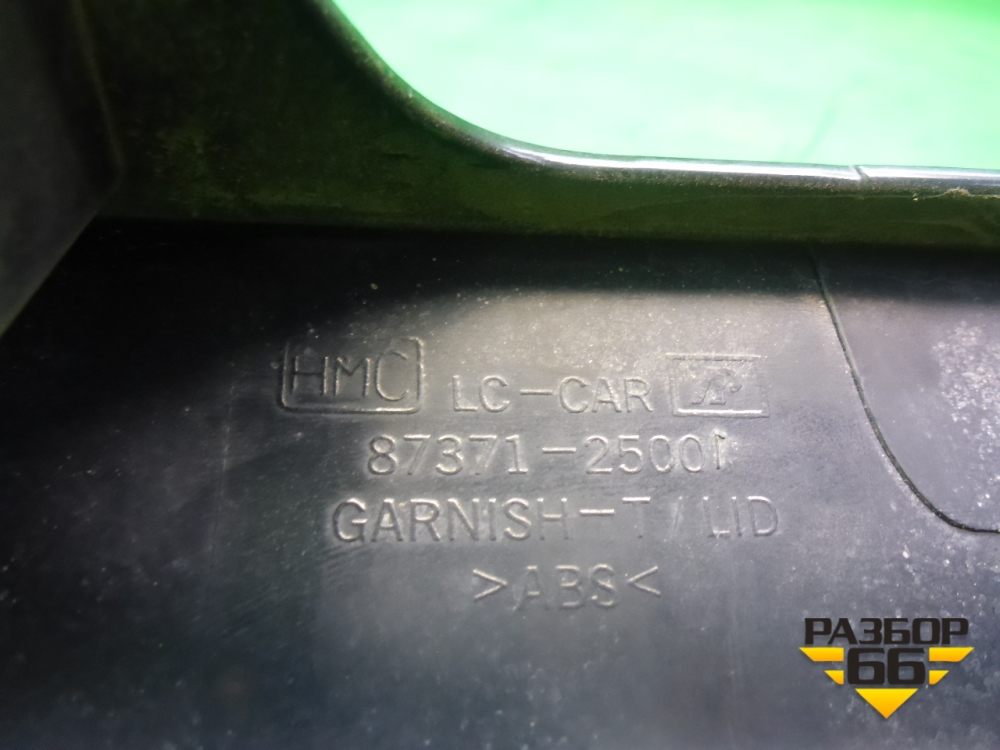 HMC LC-CAR
87371-25001
GARNISH-T/LID
>ABS<
РАЗБОР
66